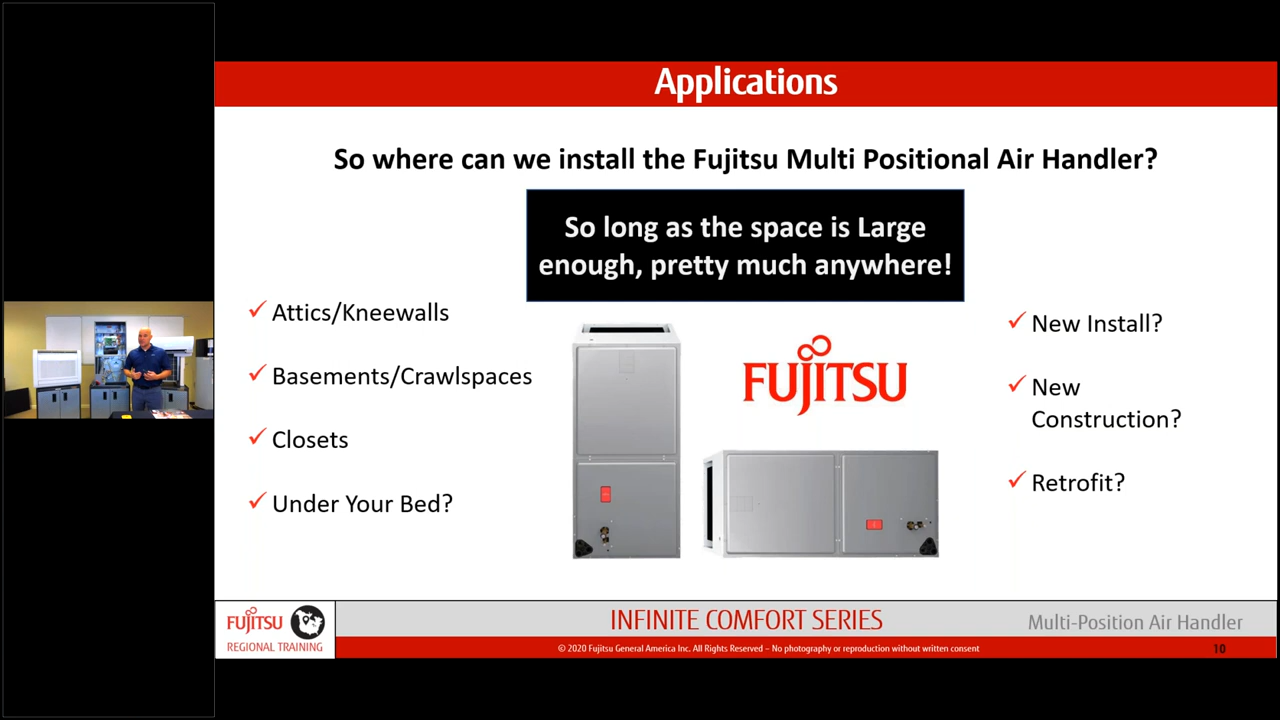 Applications
So where can we install the Fujitsu Multi Positional Air Handler?
So long as the space is Large
enough, pretty much anywhere!
Attics/Kneewalls
Basements/Crawlspaces
Closets
Under Your Bed?
FUJITSU
New Install?
New
Construction?
Retrofit?
FUJITSU
REGIONAL TRAINING
INFINITE COMFORT SERIES
Multi-Position Air Handler
© 2020 Fujitsu General America Inc. All Rights Reserved – No photography or reproduction without written consent
10